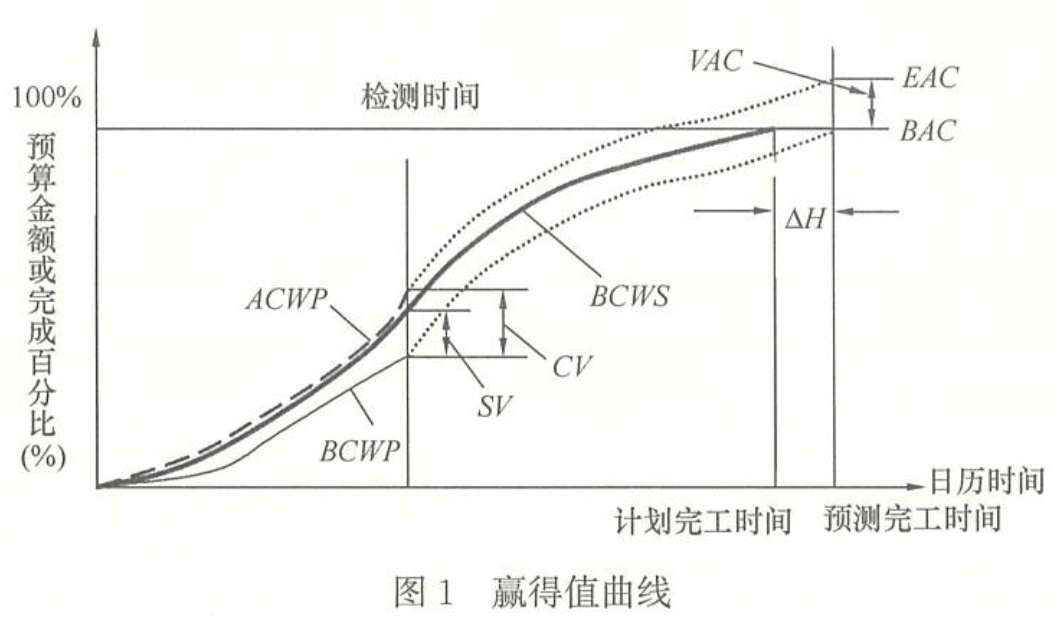 100%
预算金额或完成百分比
(%)
检测时间
VAC
EAC
BAC
ΔH
ACWP
BCWS
CV
SV
BCWP
日历时间
计划完工时间
预测完工时间
图 1 赢得值曲线